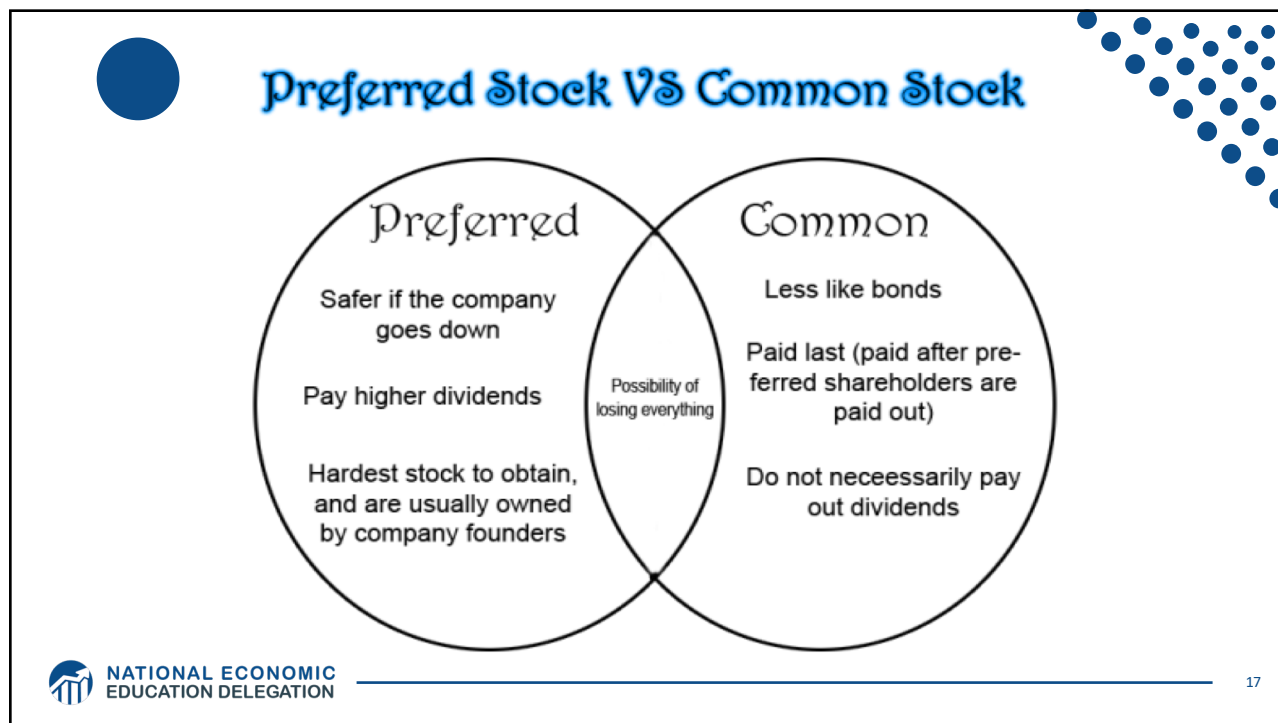 Preferred Stock VS Common Stock
Preferred
Safer if the company
goes down
Pay higher dividends
Hardest stock to obtain,
and are usually owned
by company founders
Possibility of
losing everything
Common
Less like bonds
Paid last (paid after pre-
ferred shareholders are
paid out)
Do not neceessarily pay
out dividends
NATIONAL ECONOMIC
EDUCATION DELEGATION
17